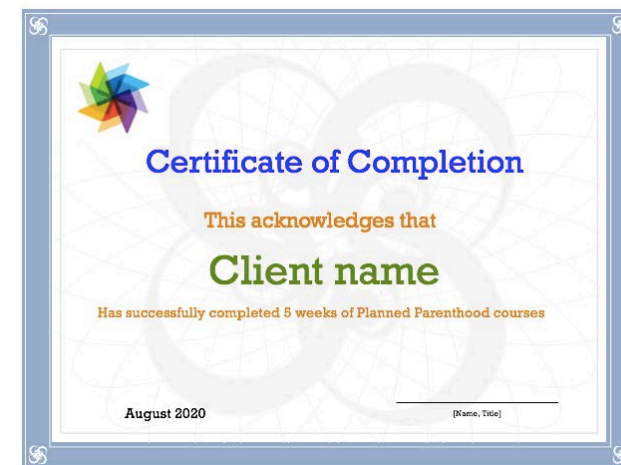 Certificate of Completion
This acknowledges that
Client name
Has successfully completed 5 weeks of Planned Parenthood courses
August 2020
[Name, Title]